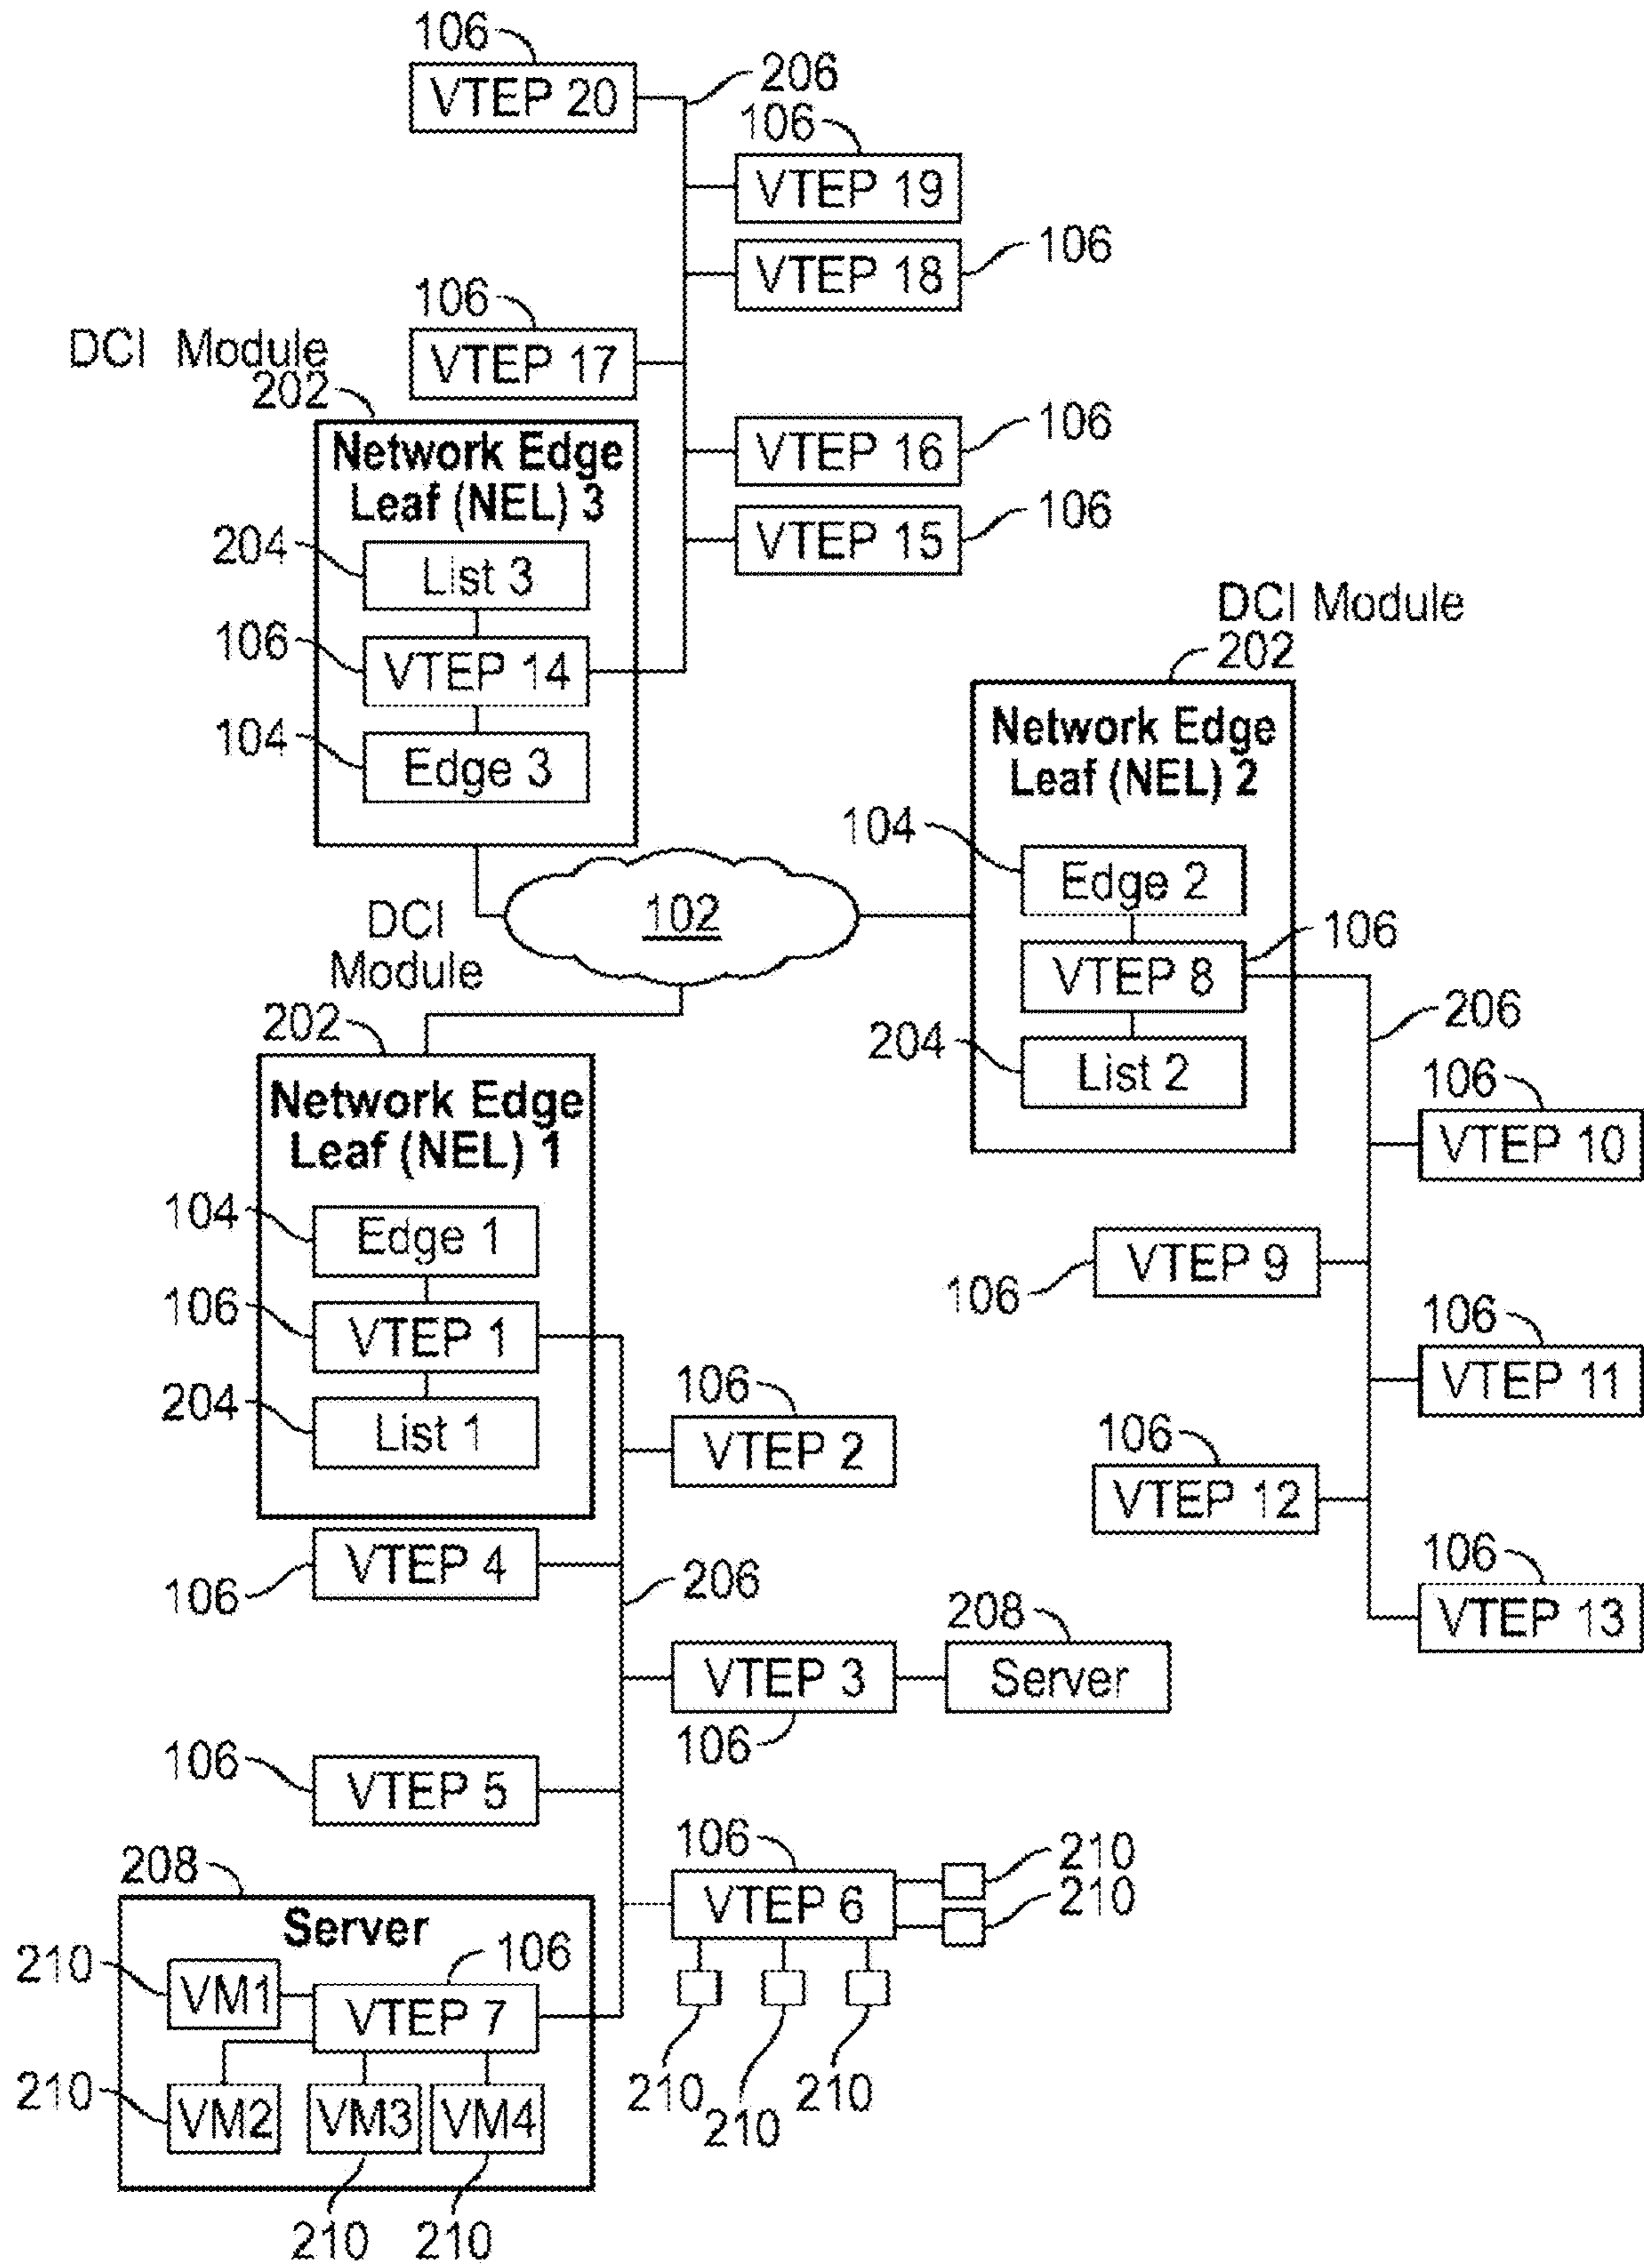 106
VTEP 20
206
106
VTEP 19
VTEP 18
106
106
VTEP 17
DCI Module
202
Network Edge
Leaf (NEL) 3
VTEP 16
106
VTEP 15
106
204
List 3
106
VTEP 14
104
Edge 3
DCI Module
202
Network Edge
Leaf (NEL) 2
104
Edge 2
106
VTEP 8
204
List 2
102
DCI
Module
202
Network Edge
Leaf (NEL) 1
104
Edge 1
106
VTEP 1
204
List 1
206
106
VTEP 10
VTEP 9
106
106
VTEP 11
106
VTEP 12
106
VTEP 13
106
VTEP 2
VTEP 4
106
206
208
VTEP 3
Server
106
106
VTEP 5
106
VTEP 6
210
210
210
210
210
208
Server
106
210
VM1
VTEP 7
210
VM2
VM3
VM4
210
210